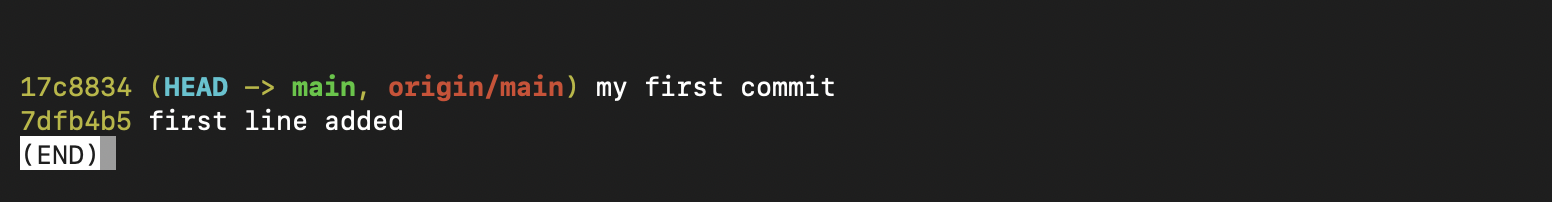 17c8834 (HEAD -> main, origin/main) my first commit
7dfb4b5 first line added
(END)